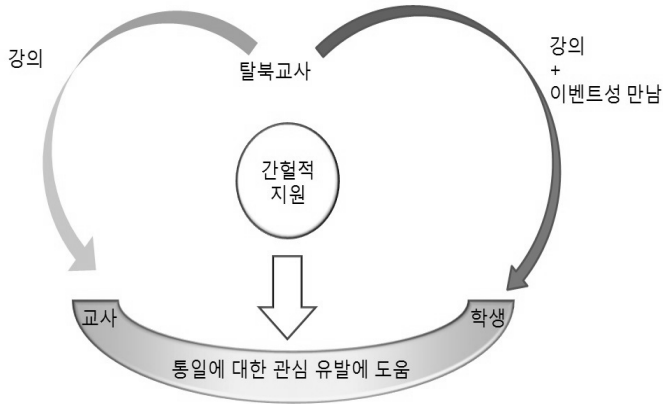 강의
탈북교사
강의
+
이벤트성 만남
간헐적
지원
교사
학생
통일에 대한 관심 유발에 도움